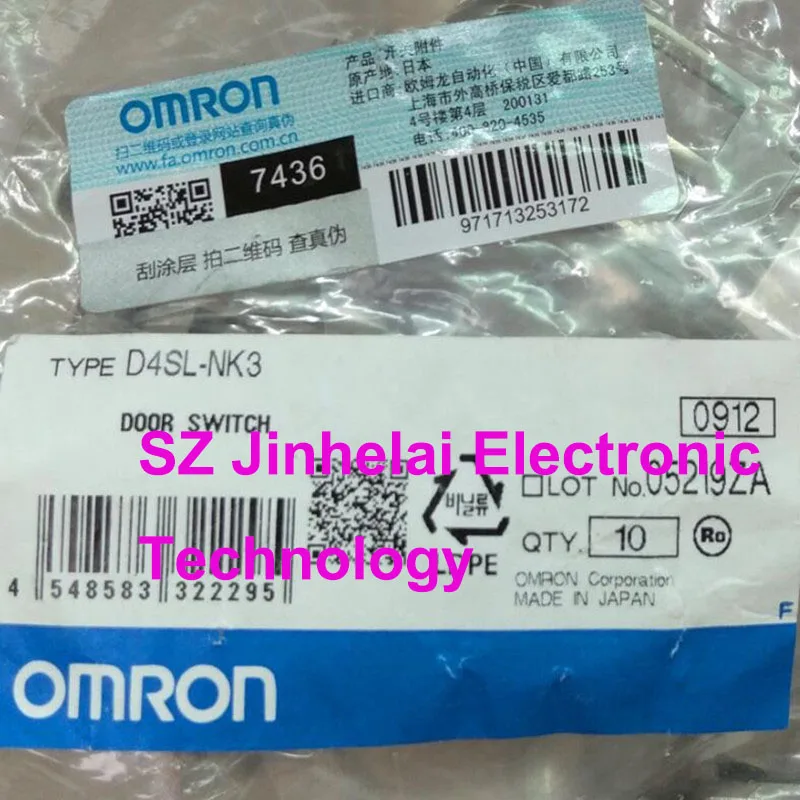 产品: 开关附件
原产地: 日本
进口商: 欧姆龙自动化（中国）有限公司
上海市外高桥保税区爱都路253号
4号楼第4层 200131
电话:400-820-4535
OMRON
扫二维码或登录网站查询真伪
www.fa.omron.com.cn
7436
971713253172
刮涂层 拍二维码 查真伪
TYPE D4SL-NK3
DOOR SWITCH
0912
SZ Jinhelai Electronic
비닐류
LOT No.05219ZA
QTY. 10
Technology
LDPE
4 548583 322295
OMRON Corporation
MADE IN JAPAN
F
OMRON